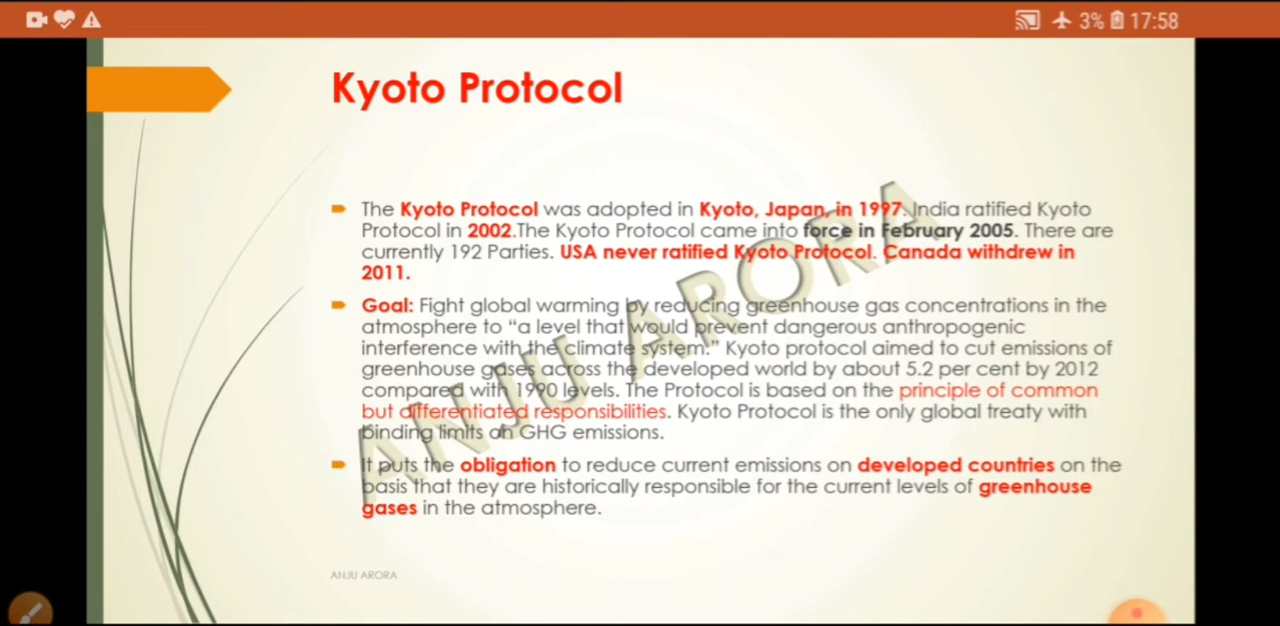 3% 17:58
Kyoto Protocol
The Kyoto Protocol was adopted in Kyoto, Japan, in 1997. India ratified Kyoto
Protocol in 2002.The Kyoto Protocol came into force in February 2005. There are
currently 192 Parties. USA never ratified Kyoto Protocol. Canada withdrew in
2011.
Goal: Fight global warming by reducing greenhouse gas concentrations in the
atmosphere to “a level that would prevent dangerous anthropogenic
interference with the climate system.” Kyoto protocol aimed to cut emissions of
greenhouse gases across the developed world by about 5.2 per cent by 2012
compared with 1990 levels. The Protocol is based on the principle of common
but differentiated responsibilities. Kyoto Protocol is the only global treaty with
binding limits on GHG emissions.
It puts the obligation to reduce current emissions on developed countries on the
basis that they are historically responsible for the current levels of greenhouse
gases in the atmosphere.
ANJU ARORA
ANJU ARORA